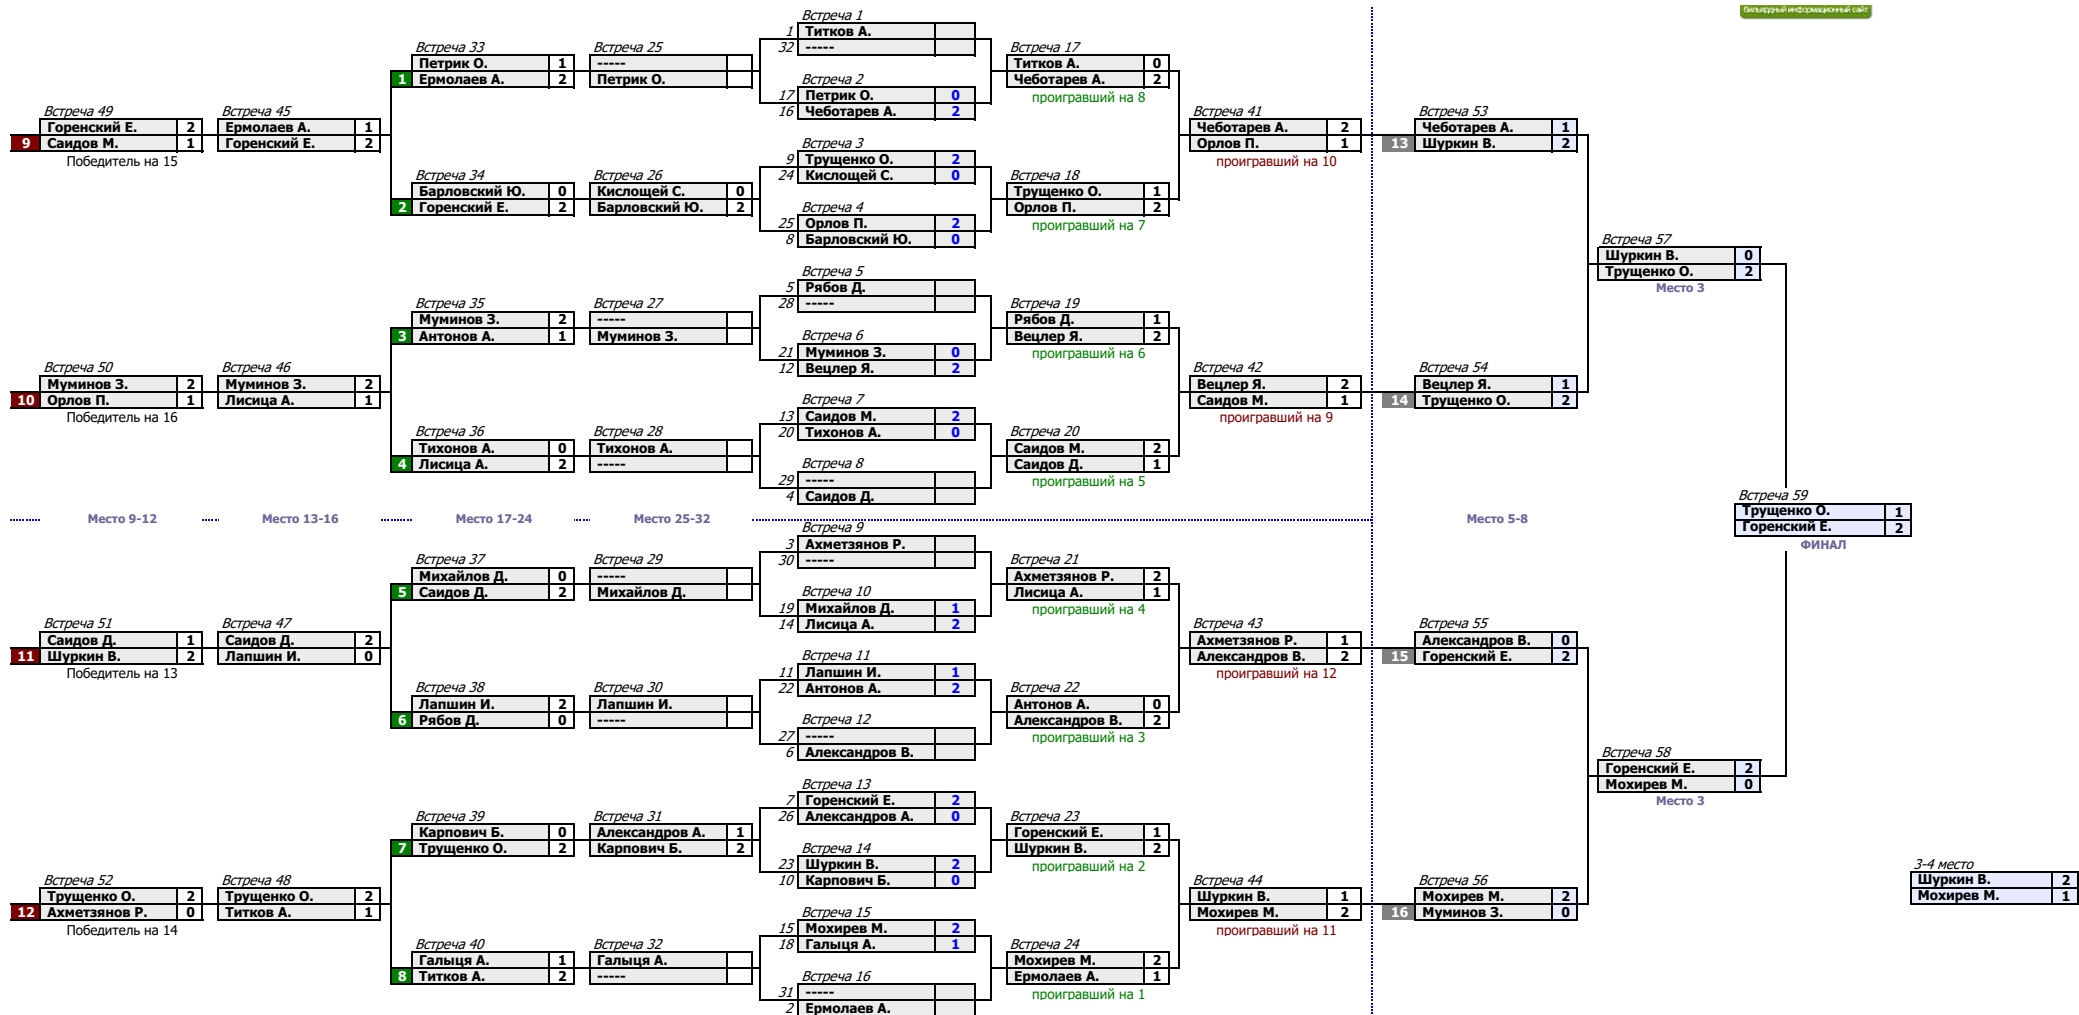 бильярдный информационный сайт
Встреча 49
Горенский Е. 2
9 Саидов М. 1
Победитель на 15
Встреча 50
Муминов З. 2
10 Орлов П. 1
Победитель на 16
Место 9-12
Встреча 51
Саидов Д. 1
11 Шуркин В. 2
Победитель на 13
Встреча 52
Трущенко О. 2
12 Ахметзянов Р. 0
Победитель на 14
Встреча 45
Ермолаев А. 1
Горенский Е. 2
Встреча 46
Муминов З. 2
Лисица А. 1
Место 13-16
Встреча 47
Саидов Д. 2
Лапшин И. 0
Встреча 48
Трущенко О. 2
Титков А. 1
Встреча 33
Петрик О. 1
1 Ермолаев А. 2
Встреча 34
Барловский Ю. 0
2 Горенский Е. 2
Встреча 35
Муминов З. 2
3 Антонов А. 1
Встреча 36
Тихонов А. 0
4 Лисица А. 2
Место 17-24
Встреча 37
Михайлов Д. 0
5 Саидов Д. 2
Встреча 38
Лапшин И. 2
6 Рябов Д. 0
Встреча 39
Карпович Б. 0
7 Трущенко О. 2
Встреча 40
Галыця А. 1
8 Титков А. 2
Встреча 25
-----
Петрик О.
Встреча 26
Кислощей С. 0
Барловский Ю. 2
Встреча 27
-----
Муминов З.
Встреча 28
Тихонов А.
-----
Место 25-32
Встреча 29
-----
Михайлов Д.
Встреча 30
Лапшин И.
-----
Встреча 31
Александров А. 1
Карпович Б. 2
Встреча 32
Галыця А.
-----
Встреча 1
1 Титков А.
32 -----
Встреча 2
17 Петрик О. 0
16 Чеботарев А. 2
Встреча 3
9 Трущенко О. 2
24 Кислощей С. 0
Встреча 4
25 Орлов П. 2
8 Барловский Ю. 0
Встреча 5
5 Рябов Д.
28 -----
Встреча 6
21 Муминов З. 0
12 Вецлер Я. 2
Встреча 7
13 Саидов М. 2
20 Тихонов А. 0
Встреча 8
29 -----
4 Саидов Д.
Встреча 9
3 Ахметзянов Р.
30 -----
Встреча 10
19 Михайлов Д. 1
14 Лисица А. 2
Встреча 11
11 Лапшин И. 1
22 Антонов А. 2
Встреча 12
27 -----
6 Александров В.
Встреча 13
7 Горенский Е. 2
26 Александров А. 0
Встреча 14
23 Шуркин В. 2
10 Карпович Б. 0
Встреча 15
15 Мохирев М. 2
18 Галыця А. 1
Встреча 16
31 -----
2 Ермолаев А.
Встреча 17
Титков А. 0
Чеботарев А. 2
проигравший на 8
Встреча 18
Трущенко О. 1
Орлов П. 2
проигравший на 7
Встреча 19
Рябов Д. 1
Вецлер Я. 2
проигравший на 6
Встреча 20
Саидов М. 2
Саидов Д. 1
проигравший на 5
Встреча 21
Ахметзянов Р. 2
Лисица А. 1
проигравший на 4
Встреча 22
Антонов А. 0
Александров В. 2
проигравший на 3
Встреча 23
Горенский Е. 1
Шуркин В. 2
проигравший на 2
Встреча 24
Мохирев М. 2
Ермолаев А. 1
проигравший на 1
Встреча 41
Чеботарев А. 2
Орлов П. 1
проигравший на 10
Встреча 42
Вецлер Я. 2
Саидов М. 1
проигравший на 9
Встреча 43
Ахметзянов Р. 1
Александров В. 2
проигравший на 12
Встреча 44
Шуркин В. 1
Мохирев М. 2
проигравший на 11
Встреча 53
Чеботарев А. 1
13 Шуркин В. 2
Встреча 54
Вецлер Я. 1
14 Трущенко О. 2
Место 5-8
Встреча 55
Александров В. 0
15 Горенский Е. 2
Встреча 56
Мохирев М. 2
16 Муминов З. 0
Встреча 57
Шуркин В. 0
Трущенко О. 2
Место 3
Встреча 58
Горенский Е. 2
Мохирев М. 0
Место 3
Встреча 59
Трущенко О. 1
Горенский Е. 2
ФИНАЛ
3-4 место
Шуркин В. 2
Мохирев М. 1